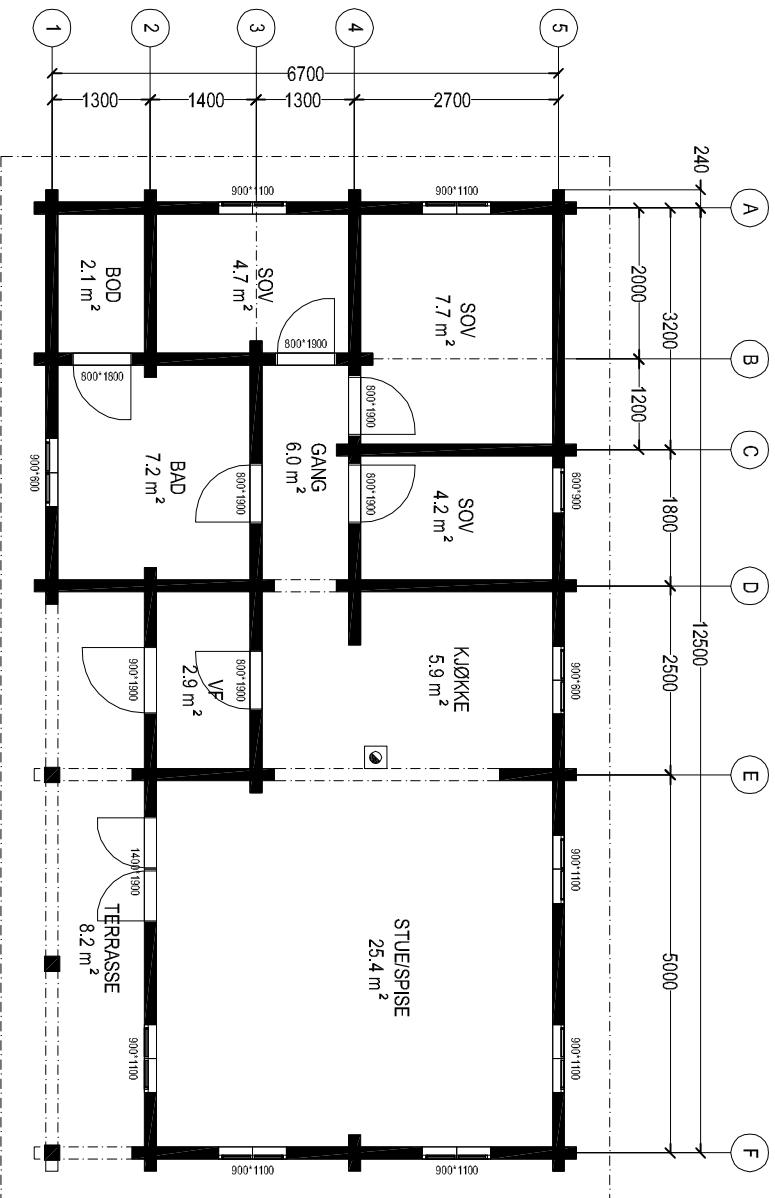 1
2
3
4
5
6700
1300
1400
1300
2700
240
A
B
C
D
E
F
2000
3200
1200
1800
12500
2500
5000
900*1100
900*1100
BOD
2.1 m²
SOV
4.7 m²
SOV
7.7 m²
800*1900
800*1800
800*1900
BAD
7.2 m²
GANG
6.0 m²
900*600
800*1900
800*1900
SOV
4.2 m²
600*900
900*1900
VF
2.9 m²
800*1900
KJØKKE
5.9 m²
900*600
1400*1900
900*1100
TERRASSE
8.2 m²
STUE/SPISE
25.4 m²
900*1100
900*1100
900*1100
900*1100